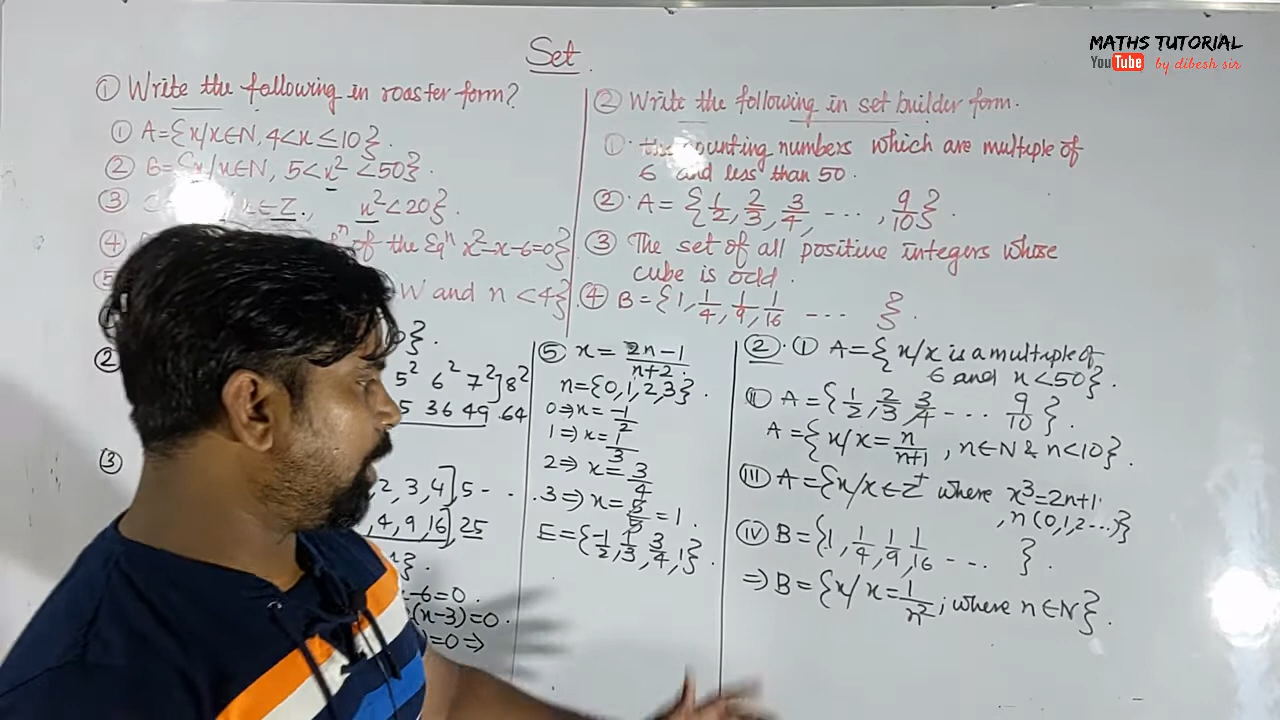 MATHS TUTORIAL
YouTube by dibesh sir
Set
① Write the following in roaster form?
① A={x/x∈N, 4<x≤10}.
② B={x/x∈N, 5<x²<50}.
③ C= ∈Z, x²<20}.
④ of the Eqⁿ x²-x-6=0}
W and n<4}.
② Write the following in set builder form.
①. the counting numbers which are multiple of
6 and less than 50.
②. A={1/2, 2/3, 3/4, ..., 9/10}.
③ The set of all positive integers whose
cube is odd.
④ B={1, 1/4, 1/9, 1/16 ... }.
0}.
②
5² 6² 7²] 8²
5 36 49 64
③
, 2, 3, 4], 5 - - .
, 4, 9, 16], 25
}.
-6=0.
(x-3)=0.
)=0 ⇒
⑤ x = 2n-1/n+2.
n={0,1,2,3}.
0⇒x=-1/2
1⇒x=1/3
2⇒x=3/4
3⇒x=5/5=1.
E={-1/2, 1/3, 3/4, 1}.
②. ① A={x/x is a multiple of
6 and x<50}.
ⅱ A={1/2, 2/3, 3/4 ... 9/10}.
A={x/x=n/n+1, n∈N & n<10}.
ⅲ A={x/x∈Z⁺ where x³=2n+1.
, n(0,1,2...)}
ⅳ B={1, 1/4, 1/9, 1/16 ... }.
⇒ B={x/x=1/n²; where n∈N}.